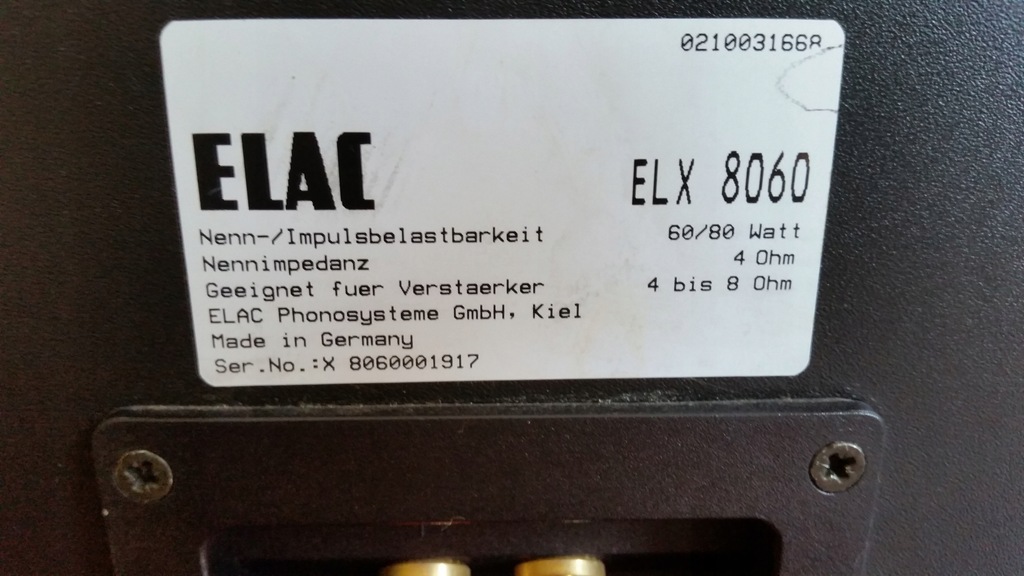 0210031668
ELAC ELX 8060
Nenn-/Impulsbelastbarkeit 60/80 Watt
Nennimpedanz 4 Ohm
Geeignet fuer Verstaerker 4 bis 8 Ohm
ELAC Phonosysteme GmbH, Kiel
Made in Germany
Ser.No.:X 8060001917